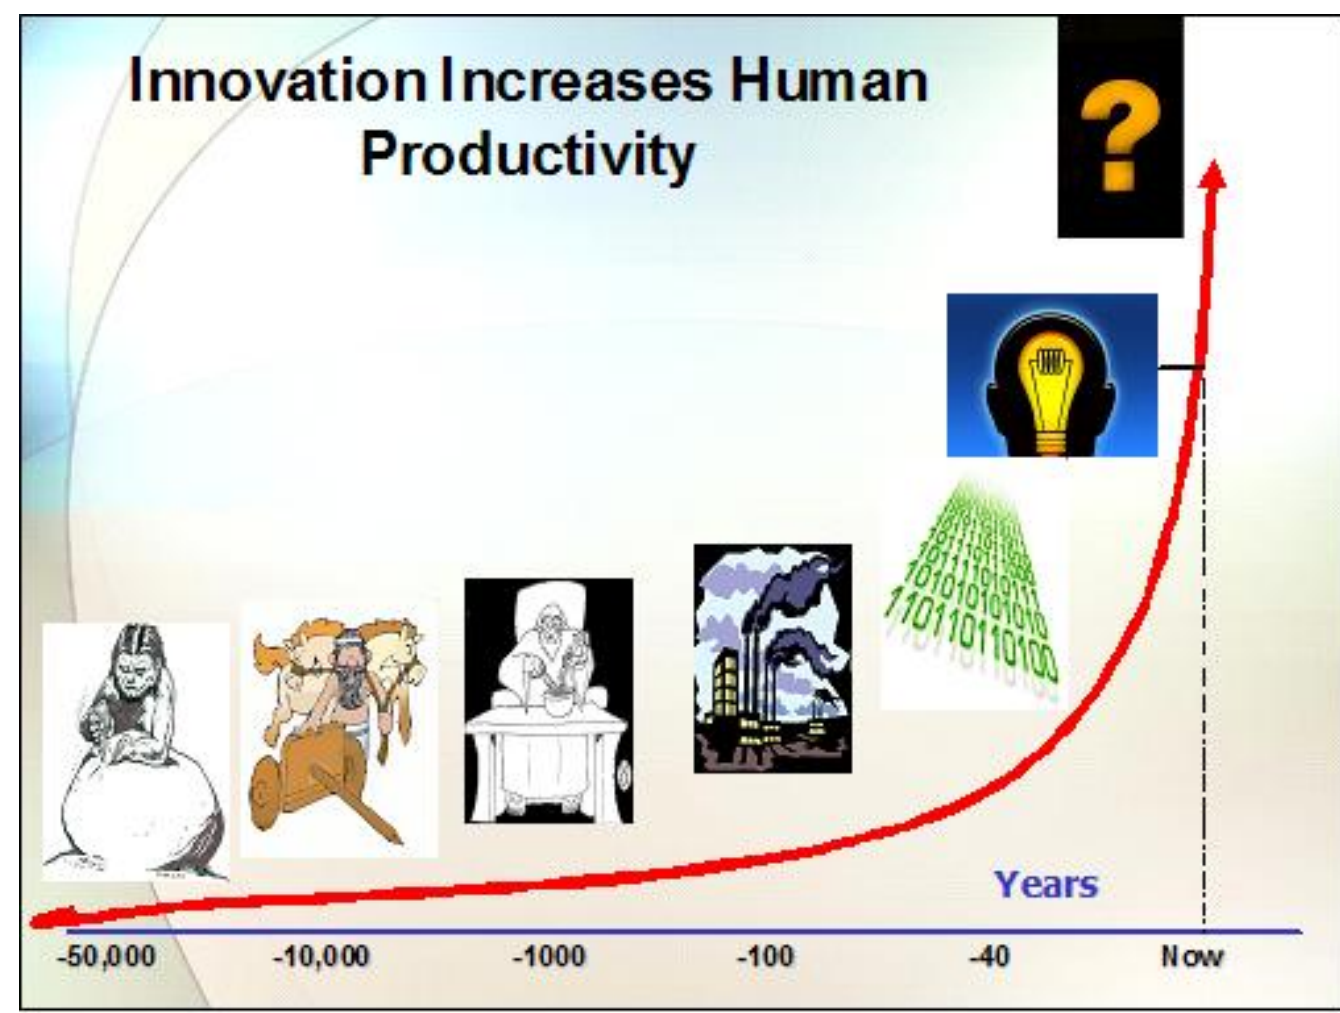 Innovation Increases Human
Productivity
?
Years
-50,000 -10,000 -1000 -100 -40 Now